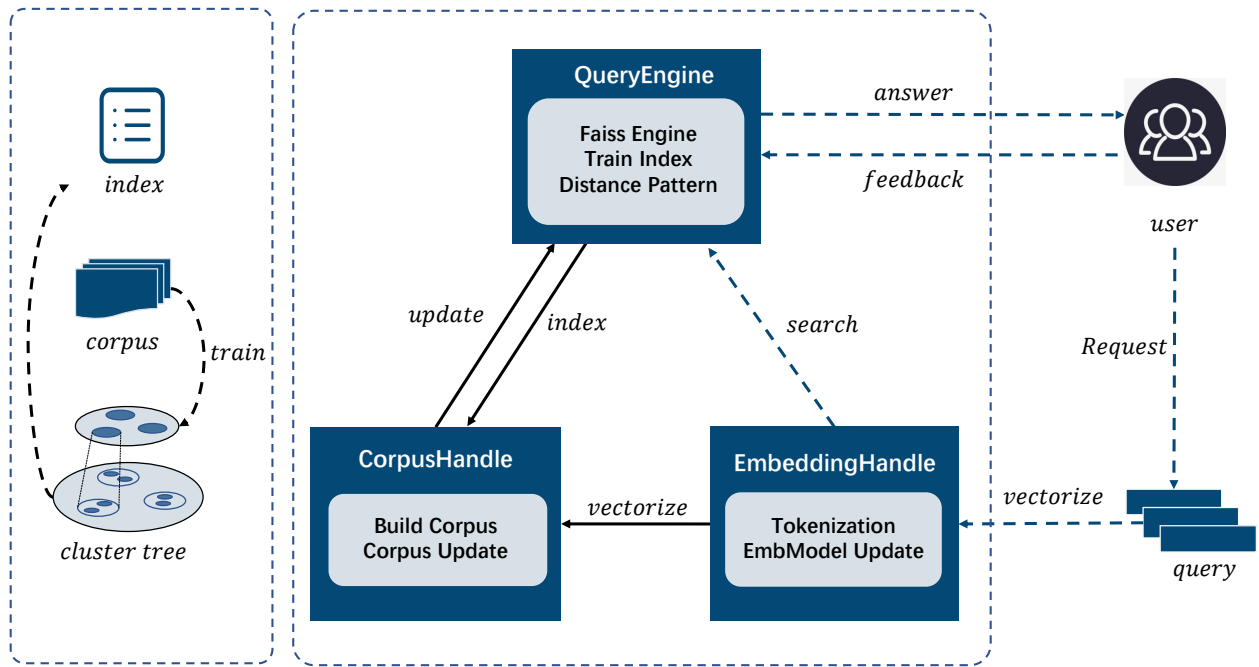 index
corpus
train
cluster tree
QueryEngine
Faiss Engine
Train Index
Distance Pattern
answer
feedback
user
update
index
search
Request
CorpusHandle
Build Corpus
Corpus Update
vectorize
EmbeddingHandle
Tokenization
EmbModel Update
vectorize
query